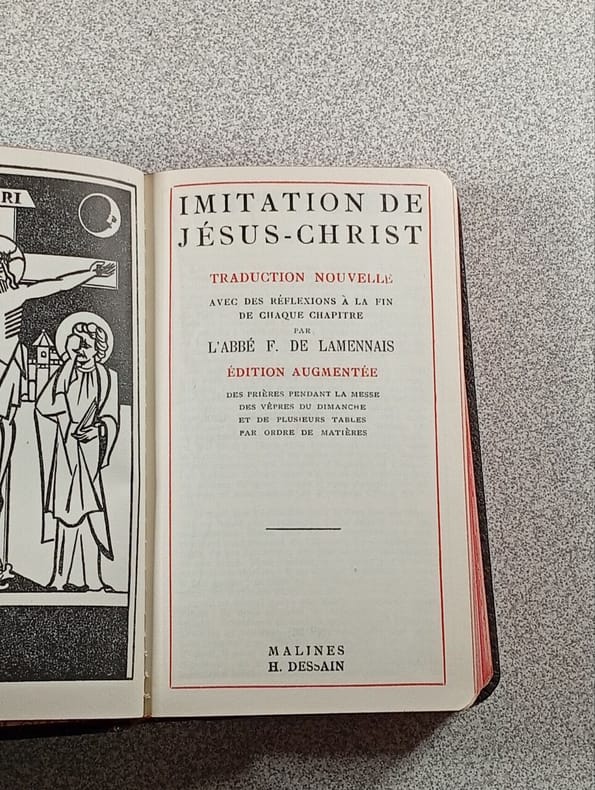 RI
IMITATION DE
JÉSUS-CHRIST
TRADUCTION NOUVELLE
AVEC DES RÉFLEXIONS À LA FIN
DE CHAQUE CHAPITRE
PAR
L'ABBÉ F. DE LAMENNAIS
ÉDITION AUGMENTÉE
DES PRIÈRES PENDANT LA MESSE
DES VÊPRES DU DIMANCHE
ET DE PLUSIEURS TABLES
PAR ORDRE DE MATIÈRES
MALINES
H. DESSAIN